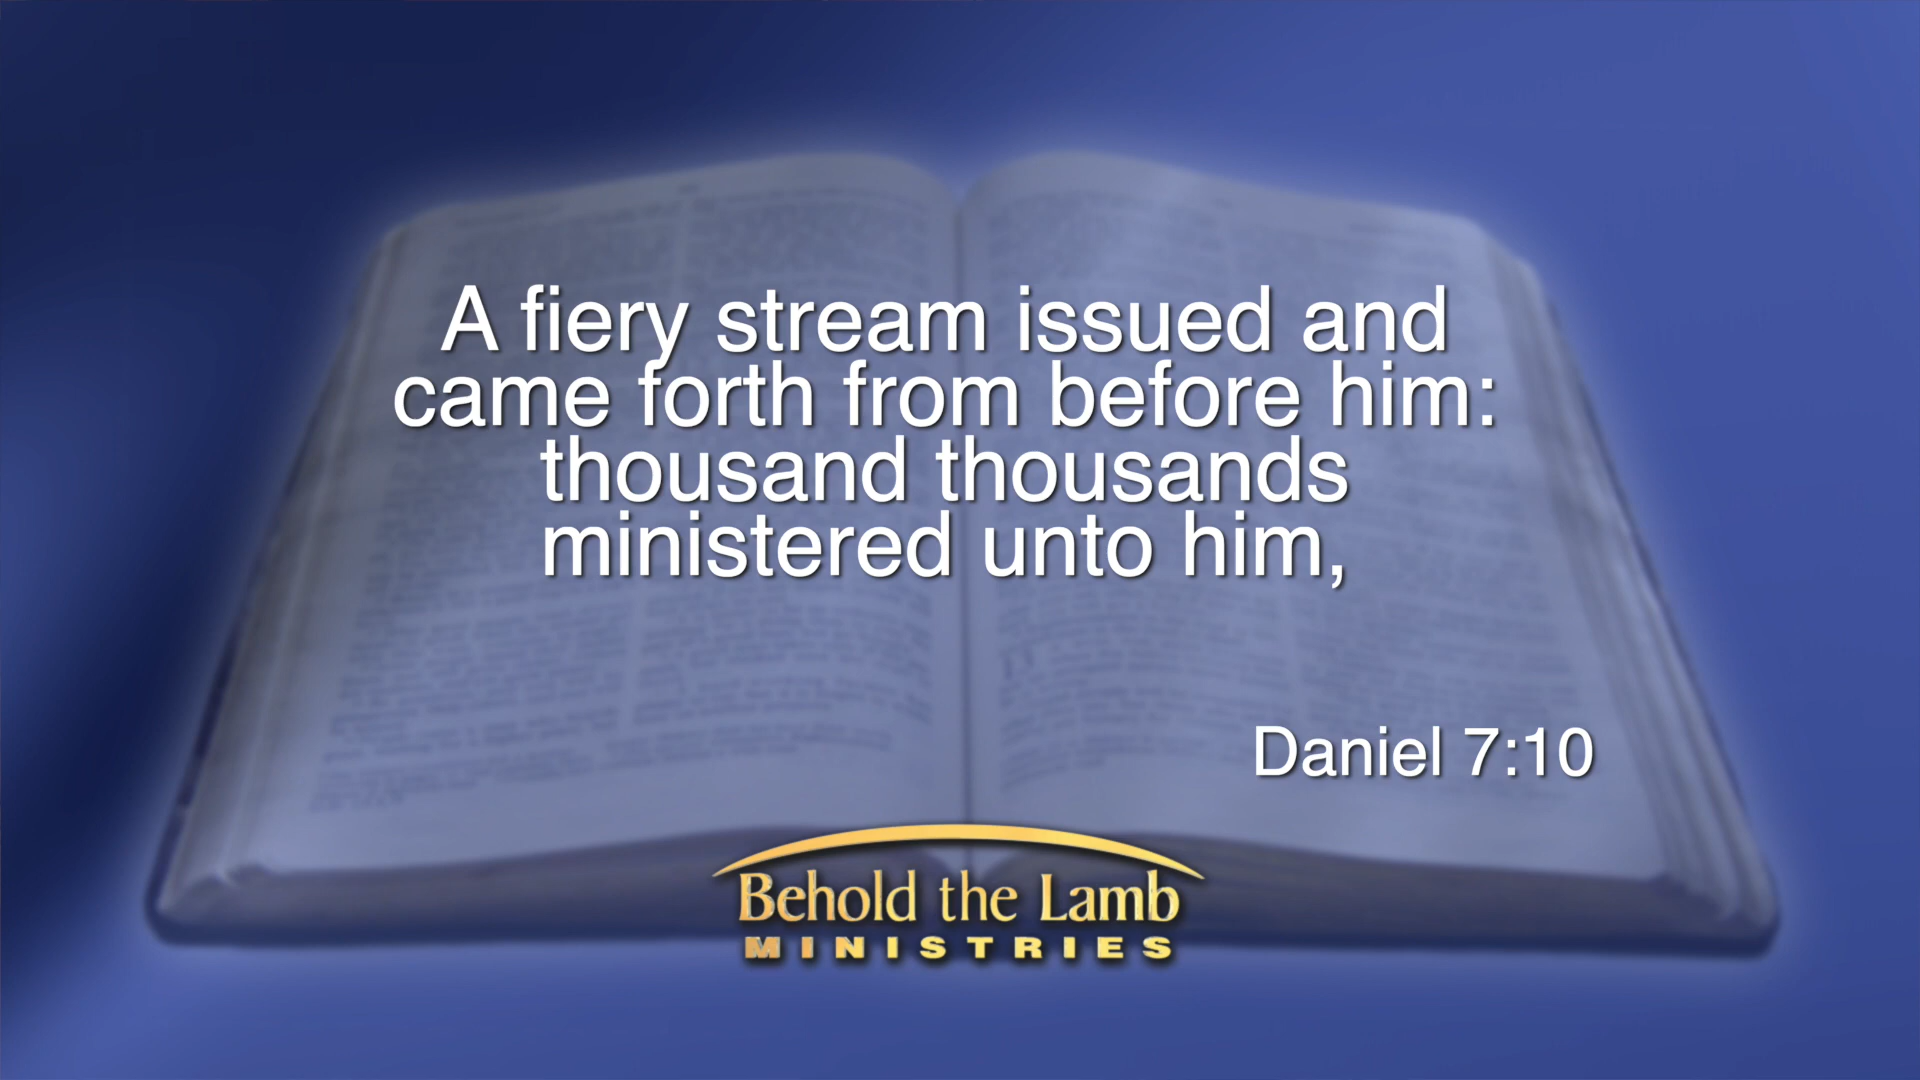 A fiery stream issued and
came forth from before him:
thousand thousands
ministered unto him,
Daniel 7:10
Behold the Lamb
MINISTRIES